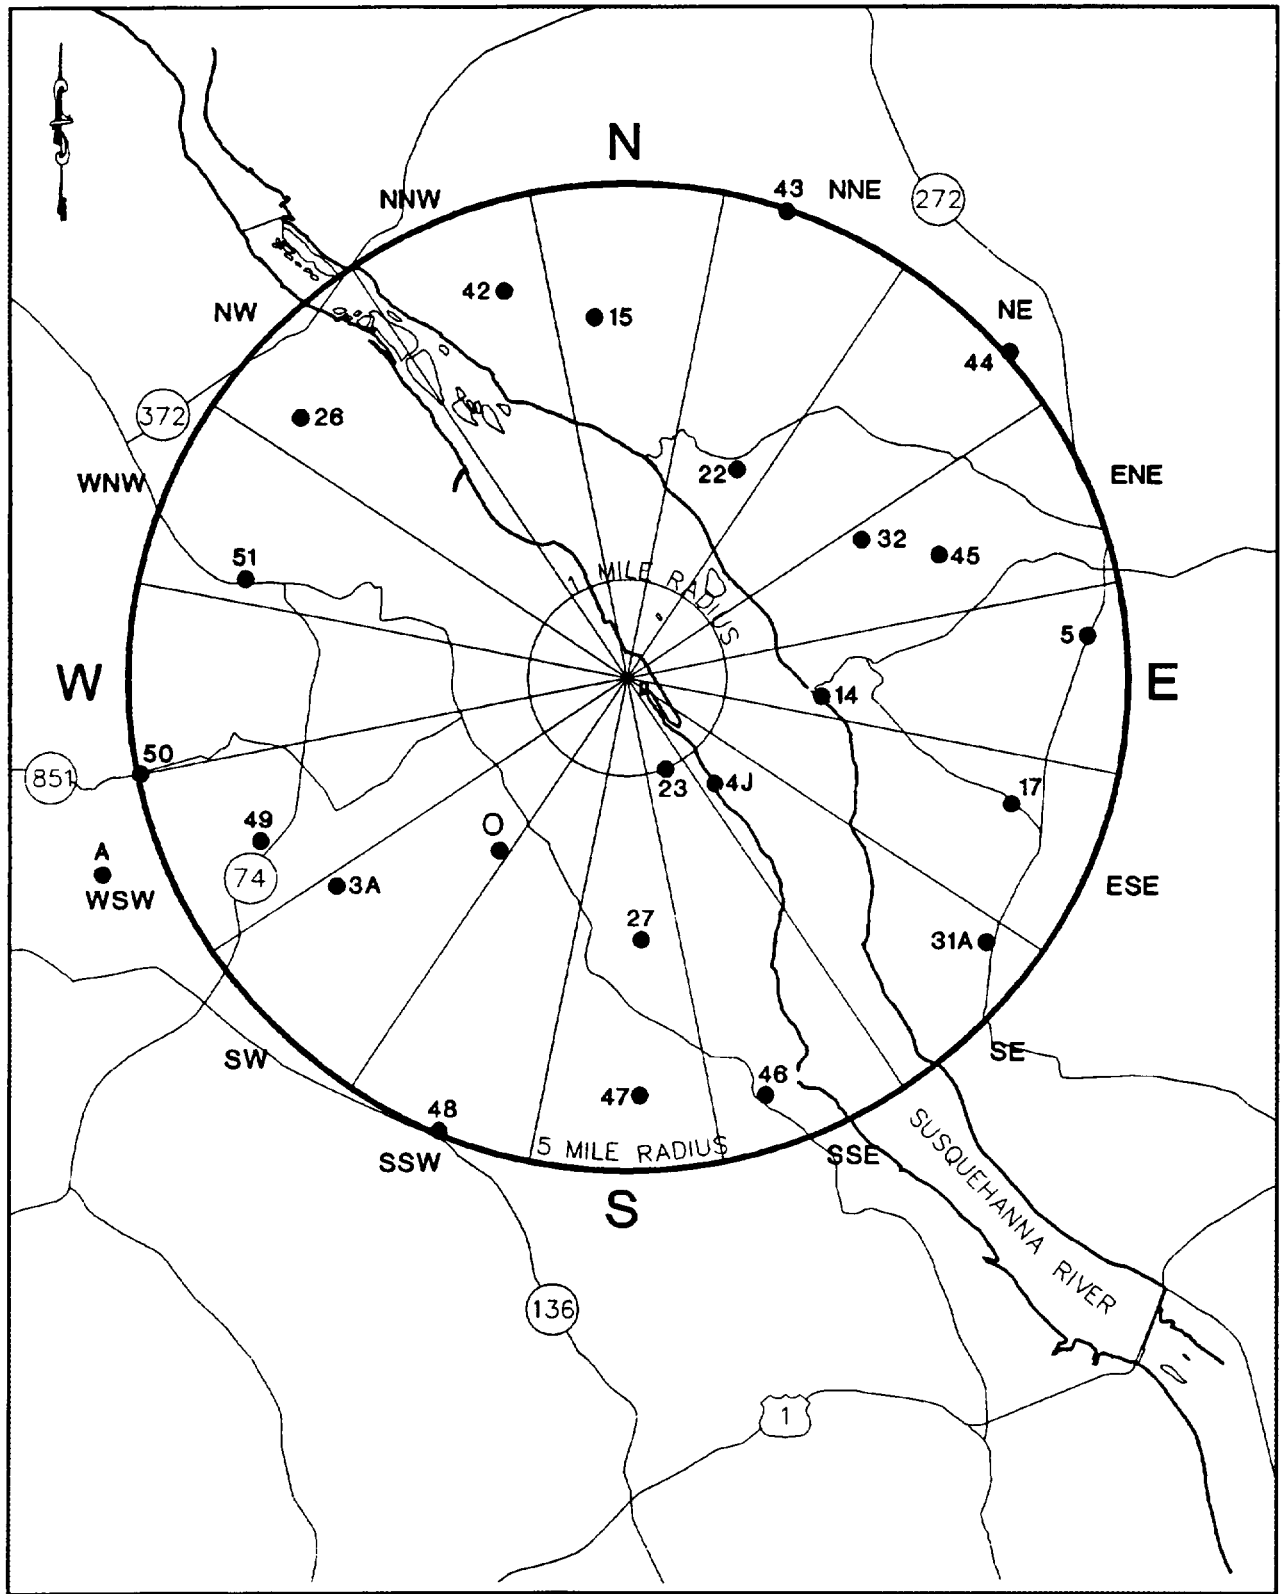 N
NNW
43
NNE
272
42
15
NW
NE
44
372
26
WNW
22
ENE
51
32
45
1 MILE RADIUS
5
W
E
14
50
851
23
4J
17
49
O
A
74
3A
WSW
ESE
27
31A
SW
SE
47
46
48
5 MILE RADIUS
SSW
SSE
S
SUSQUEHANNA RIVER
136
1